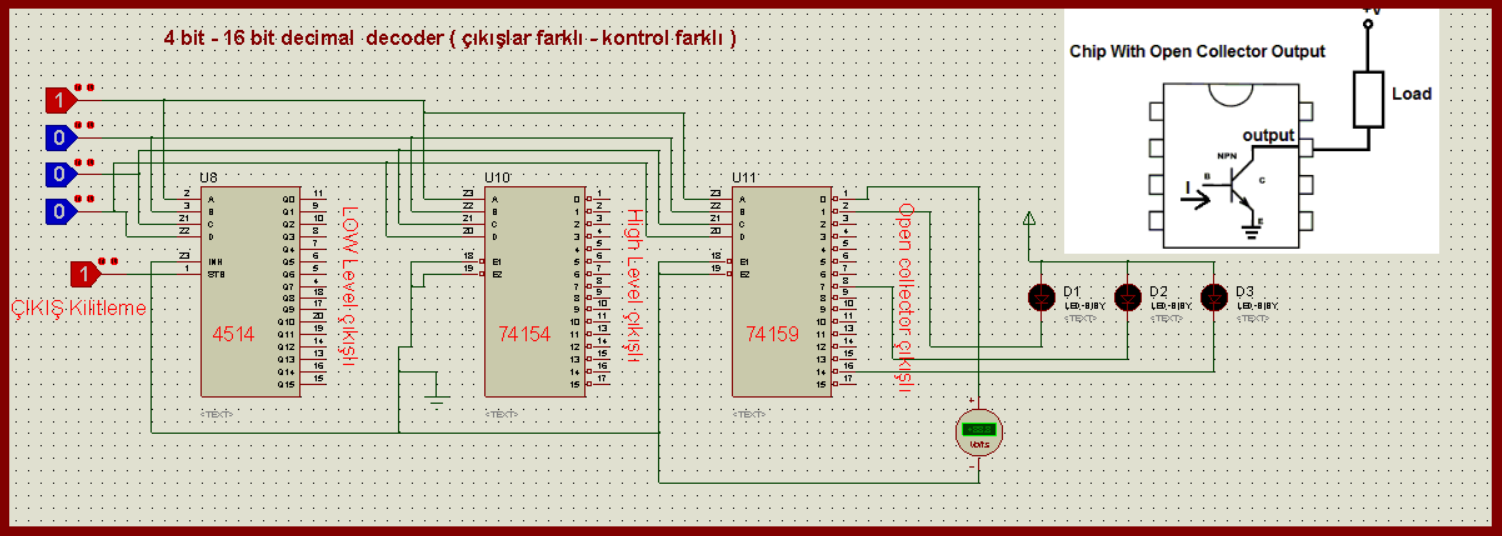 4 bit - 16 bit decimal decoder ( çıkışlar farklı - kontrol farklı )
Chip With Open Collector Output
+V
Load
output
NPN
B
C
I
E
1
0
0
0
1
ÇIKIŞ Kilitleme
U8
2 A
3 B
21 C
22 D
23 INH
1 STB
Q0 11
Q1 9
Q2 10
Q3 8
Q4 7
Q5 6
Q6 5
Q7 4
Q8 18
Q9 17
Q10 20
Q11 19
Q12 14
Q13 13
Q14 16
Q15 15
4514
<TEXT>
LOW Level çıkışlı
U10
23 A
22 B
21 C
20 D
18 E1
19 E2
0 1
1 2
2 3
3 4
4 5
5 6
6 7
7 8
8 9
9 10
10 11
11 13
12 14
13 15
14 16
15 17
74154
<TEXT>
High Level çıkışlı
U11
23 A
22 B
21 C
20 D
18 E1
19 E2
0 1
1 2
2 3
3 4
4 5
5 6
6 7
7 8
8 9
9 10
10 11
11 13
12 14
13 15
14 16
15 17
74159
<TEXT>
Open collector çıkışlı
D1
LED-BIBY
<TEXT>
D2
LED-BIBY
<TEXT>
D3
LED-BIBY
<TEXT>
+
Volts
-